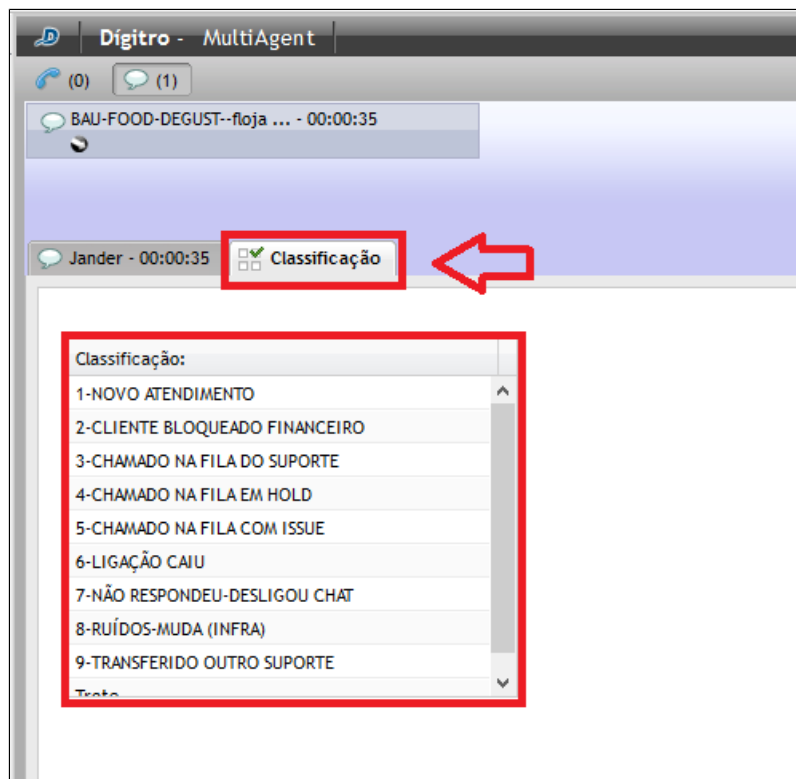 Dígitro - MultiAgent
(0) (1)
BAU-FOOD-DEGUST--floja ... - 00:00:35
Jander - 00:00:35 Classificação
Classificação:
1-NOVO ATENDIMENTO
2-CLIENTE BLOQUEADO FINANCEIRO
3-CHAMADO NA FILA DO SUPORTE
4-CHAMADO NA FILA EM HOLD
5-CHAMADO NA FILA COM ISSUE
6-LIGAÇÃO CAIU
7-NÃO RESPONDEU-DESLIGOU CHAT
8-RUÍDOS-MUDA (INFRA)
9-TRANSFERIDO OUTRO SUPORTE